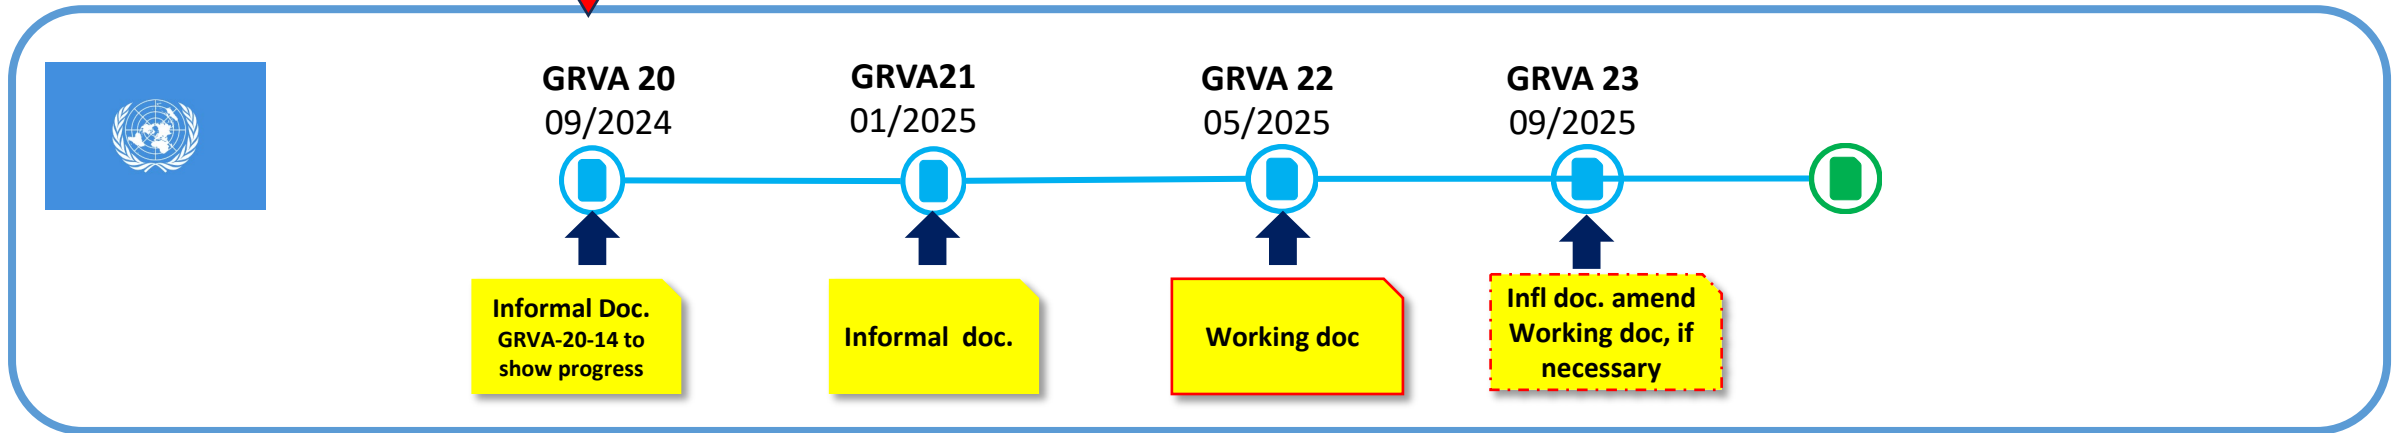 GRVA 20
09/2024
GRVA21
01/2025
GRVA 22
05/2025
GRVA 23
09/2025
Informal Doc.
GRVA-20-14 to
show progress
Informal  doc.
Working doc
Infl doc. amend
Working doc, if
necessary